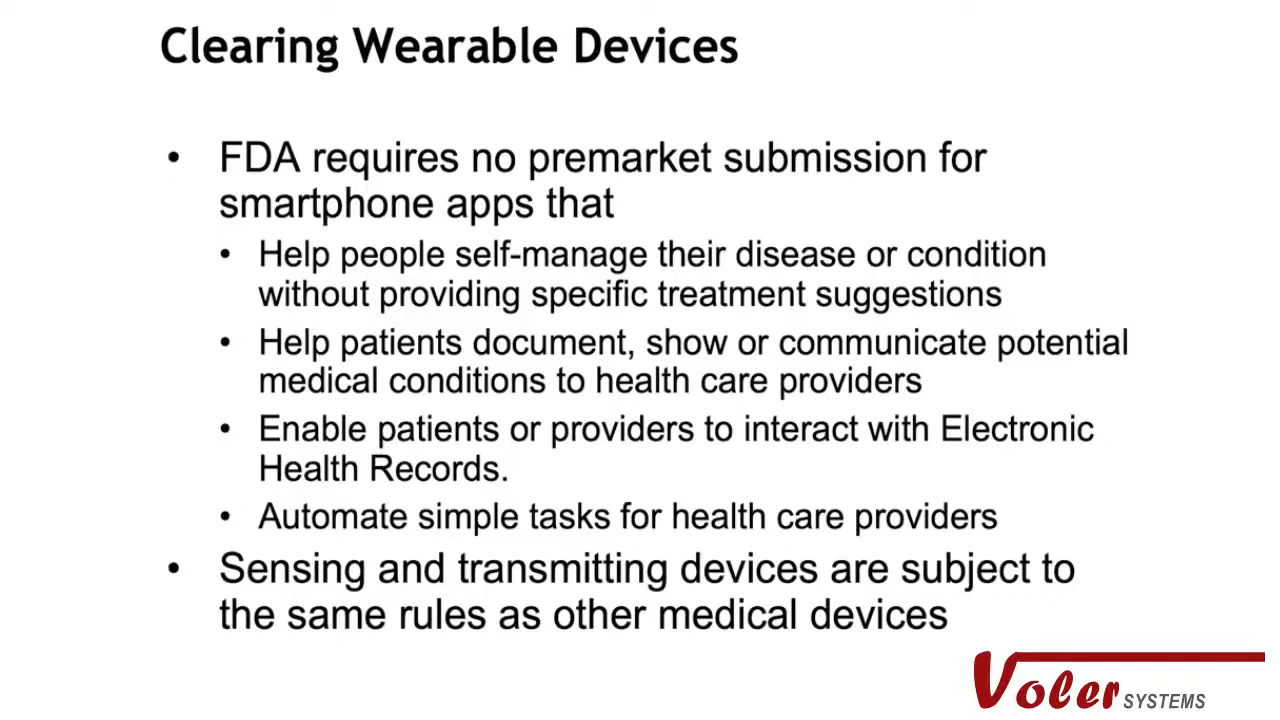 Clearing Wearable Devices
• FDA requires no premarket submission for
smartphone apps that
• Help people self-manage their disease or condition
without providing specific treatment suggestions
• Help patients document, show or communicate potential
medical conditions to health care providers
• Enable patients or providers to interact with Electronic
Health Records.
• Automate simple tasks for health care providers
• Sensing and transmitting devices are subject to
the same rules as other medical devices
Voler SYSTEMS